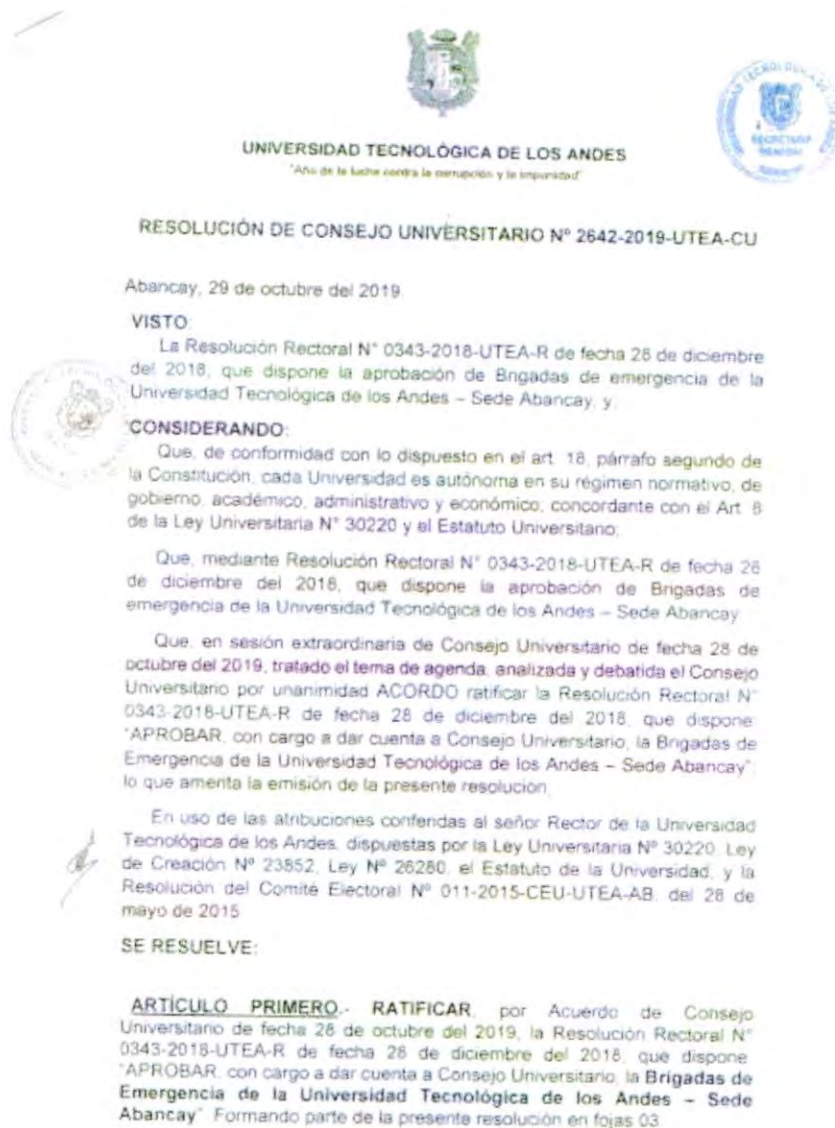 UNIVERSIDAD TECNOLÓGICA DE LOS ANDES
"Año de la lucha contra la corrupción y la impunidad"
RESOLUCIÓN DE CONSEJO UNIVERSITARIO Nº 2642-2019-UTEA-CU
Abancay, 29 de octubre del 2019.
VISTO:
La Resolución Rectoral N° 0343-2018-UTEA-R de fecha 28 de diciembre
del 2018, que dispone la aprobación de Brigadas de emergencia de la
Universidad Tecnológica de los Andes – Sede Abancay, y;
CONSIDERANDO:
Que, de conformidad con lo dispuesto en el art. 18, párrafo segundo de
la Constitución, cada Universidad es autónoma en su régimen normativo, de
gobierno, académico, administrativo y económico, concordante con el Art. 8
de la Ley Universitaria N° 30220 y el Estatuto Universitario;
Que, mediante Resolución Rectoral N° 0343-2018-UTEA-R de fecha 28
de diciembre del 2018, que dispone la aprobación de Brigadas de
emergencia de la Universidad Tecnológica de los Andes – Sede Abancay
Que, en sesión extraordinaria de Consejo Universitario de fecha 28 de
octubre del 2019, tratado el tema de agenda, analizada y debatida el Consejo
Universitario por unanimidad ACORDO ratificar la Resolución Rectoral N°
0343-2018-UTEA-R de fecha 28 de diciembre del 2018, que dispone:
"APROBAR, con cargo a dar cuenta a Consejo Universitario, la Brigadas de
Emergencia de la Universidad Tecnológica de los Andes – Sede Abancay";
lo que amerita la emisión de la presente resolución.
En uso de las atribuciones conferidas al señor Rector de la Universidad
Tecnológica de los Andes, dispuestas por la Ley Universitaria Nº 30220, Ley
de Creación Nº 23852, Ley Nº 26280, el Estatuto de la Universidad, y la
Resolución del Comité Electoral Nº 011-2015-CEU-UTEA-AB, del 28 de
mayo de 2015.
SE RESUELVE:
ARTÍCULO PRIMERO.- RATIFICAR, por Acuerdo de Consejo
Universitario de fecha 28 de octubre del 2019, la Resolución Rectoral N°
0343-2018-UTEA-R de fecha 28 de diciembre del 2018, que dispone:
"APROBAR, con cargo a dar cuenta a Consejo Universitario, la Brigadas de
Emergencia de la Universidad Tecnológica de los Andes – Sede
Abancay". Formando parte de la presente resolución en fojas 03.
SECRETARIA
GENERAL